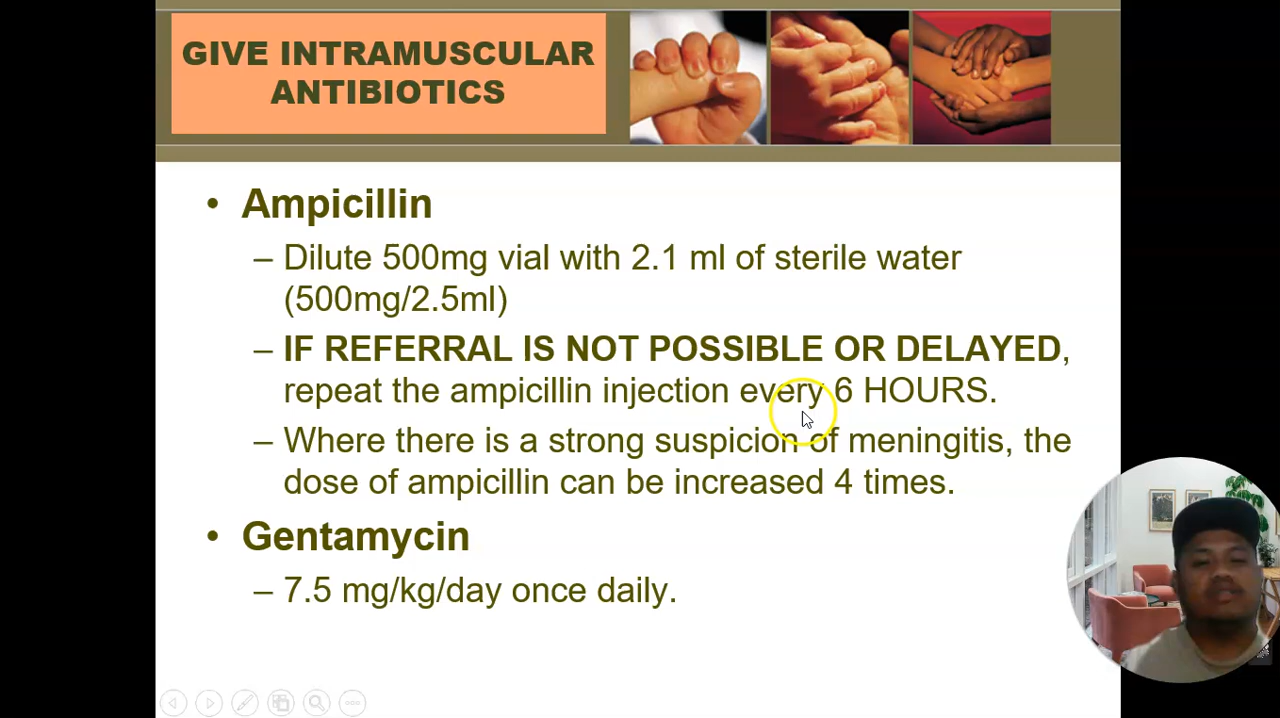 GIVE INTRAMUSCULAR
ANTIBIOTICS
• Ampicillin
– Dilute 500mg vial with 2.1 ml of sterile water
(500mg/2.5ml)
– IF REFERRAL IS NOT POSSIBLE OR DELAYED,
repeat the ampicillin injection every 6 HOURS.
– Where there is a strong suspicion of meningitis, the
dose of ampicillin can be increased 4 times.
• Gentamycin
– 7.5 mg/kg/day once daily.